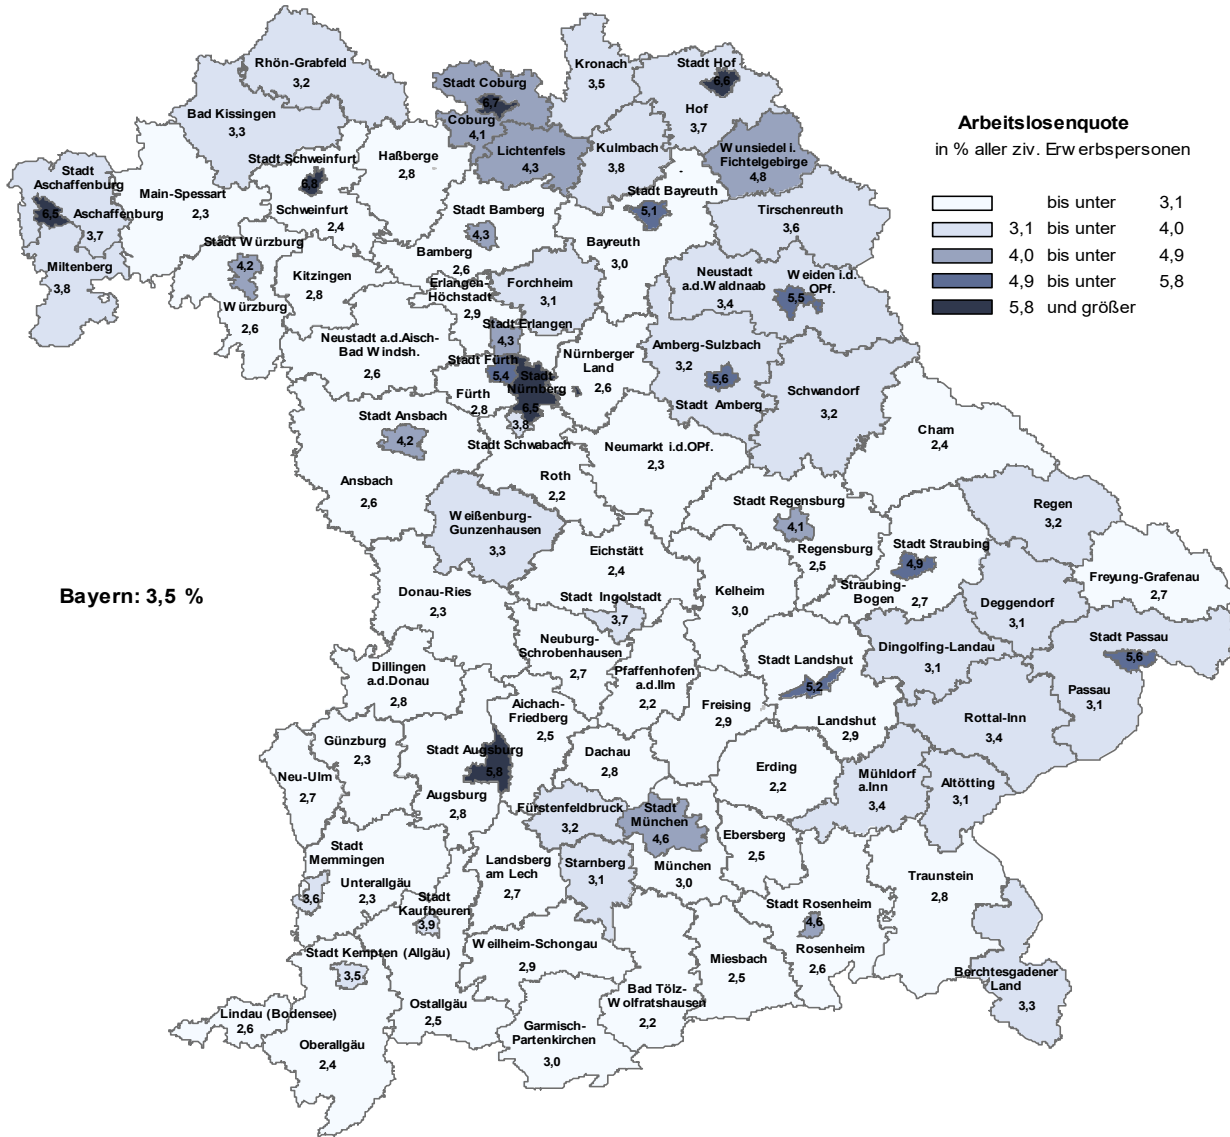 Rhön-Grabfeld
3,2
Bad Kissingen
3,3
Stadt Coburg
6,7
Coburg
4,1
Lichtenfels
4,3
Kronach
3,5
Stadt Hof
6,6
Hof
3,7
Kulmbach
3,8
Wunsiedel i.
Fichtelgebirge
4,8
Arbeitslosenquote
in % aller ziv. Erwerbspersonen
bis unter 3,1
3,1 bis unter 4,0
4,0 bis unter 4,9
4,9 bis unter 5,8
5,8 und größer
Stadt
Aschaffenburg
6,5
Aschaffenburg
3,7
Miltenberg
3,8
Main-Spessart
2,3
Stadt Schweinfurt
6,8
Schweinfurt
2,4
Haßberge
2,8
Stadt Bamberg
4,3
Bamberg
2,6
Stadt Bayreuth
5,1
Bayreuth
3,0
Tirschenreuth
3,6
Stadt Würzburg
4,2
Würzburg
2,6
Kitzingen
2,8
Erlangen-
Höchstadt
2,9
Forchheim
3,1
Neustadt
a.d.Waldnaab
3,4
Weiden i.d.
OPf.
5,5
Neustadt a.d.Aisch-
Bad Windsh.
2,6
Stadt Erlangen
4,3
Stadt Fürth
5,4
Stadt
Nürnberg
6,5
Fürth
2,8
Nürnberger
Land
2,6
Amberg-Sulzbach
3,2
5,6
Stadt Amberg
Schwandorf
3,2
Stadt Ansbach
4,2
Ansbach
2,6
3,8
Stadt Schwabach
Roth
2,2
Neumarkt i.d.OPf.
2,3
Cham
2,4
Weißenburg-
Gunzenhausen
3,3
Stadt Regensburg
4,1
Regensburg
2,5
Stadt Straubing
4,9
Straubing-
Bogen
2,7
Regen
3,2
Freyung-Grafenau
2,7
Bayern: 3,5 %
Donau-Ries
2,3
Eichstätt
2,4
Stadt Ingolstadt
3,7
Kelheim
3,0
Deggendorf
3,1
Dingolfing-Landau
3,1
Stadt Passau
5,6
Passau
3,1
Dillingen
a.d.Donau
2,8
Neuburg-
Schrobenhausen
2,7
Pfaffenhofen
a.d.Ilm
2,2
Stadt Landshut
5,2
Landshut
2,9
Freising
2,9
Rottal-Inn
3,4
Aichach-
Friedberg
2,5
Günzburg
2,3
Neu-Ulm
2,7
Stadt Augsburg
5,8
Augsburg
2,8
Dachau
2,8
Erding
2,2
Mühldorf
a.Inn
3,4
Altötting
3,1
Fürstenfeldbruck
3,2
Stadt
München
4,6
München
3,0
Ebersberg
2,5
Stadt
Memmingen
3,6
Unterallgäu
2,3
Landsberg
am Lech
2,7
Starnberg
3,1
Traunstein
2,8
Stadt
Kaufbeuren
3,9
Stadt Rosenheim
4,6
Rosenheim
2,6
Stadt Kempten (Allgäu)
3,5
Weilheim-Schongau
2,9
Miesbach
2,5
Berchtesgadener
Land
3,3
Lindau (Bodensee)
2,6
Oberallgäu
2,4
Ostallgäu
2,5
Garmisch-
Partenkirchen
3,0
Bad Tölz-
Wolfratshausen
2,2